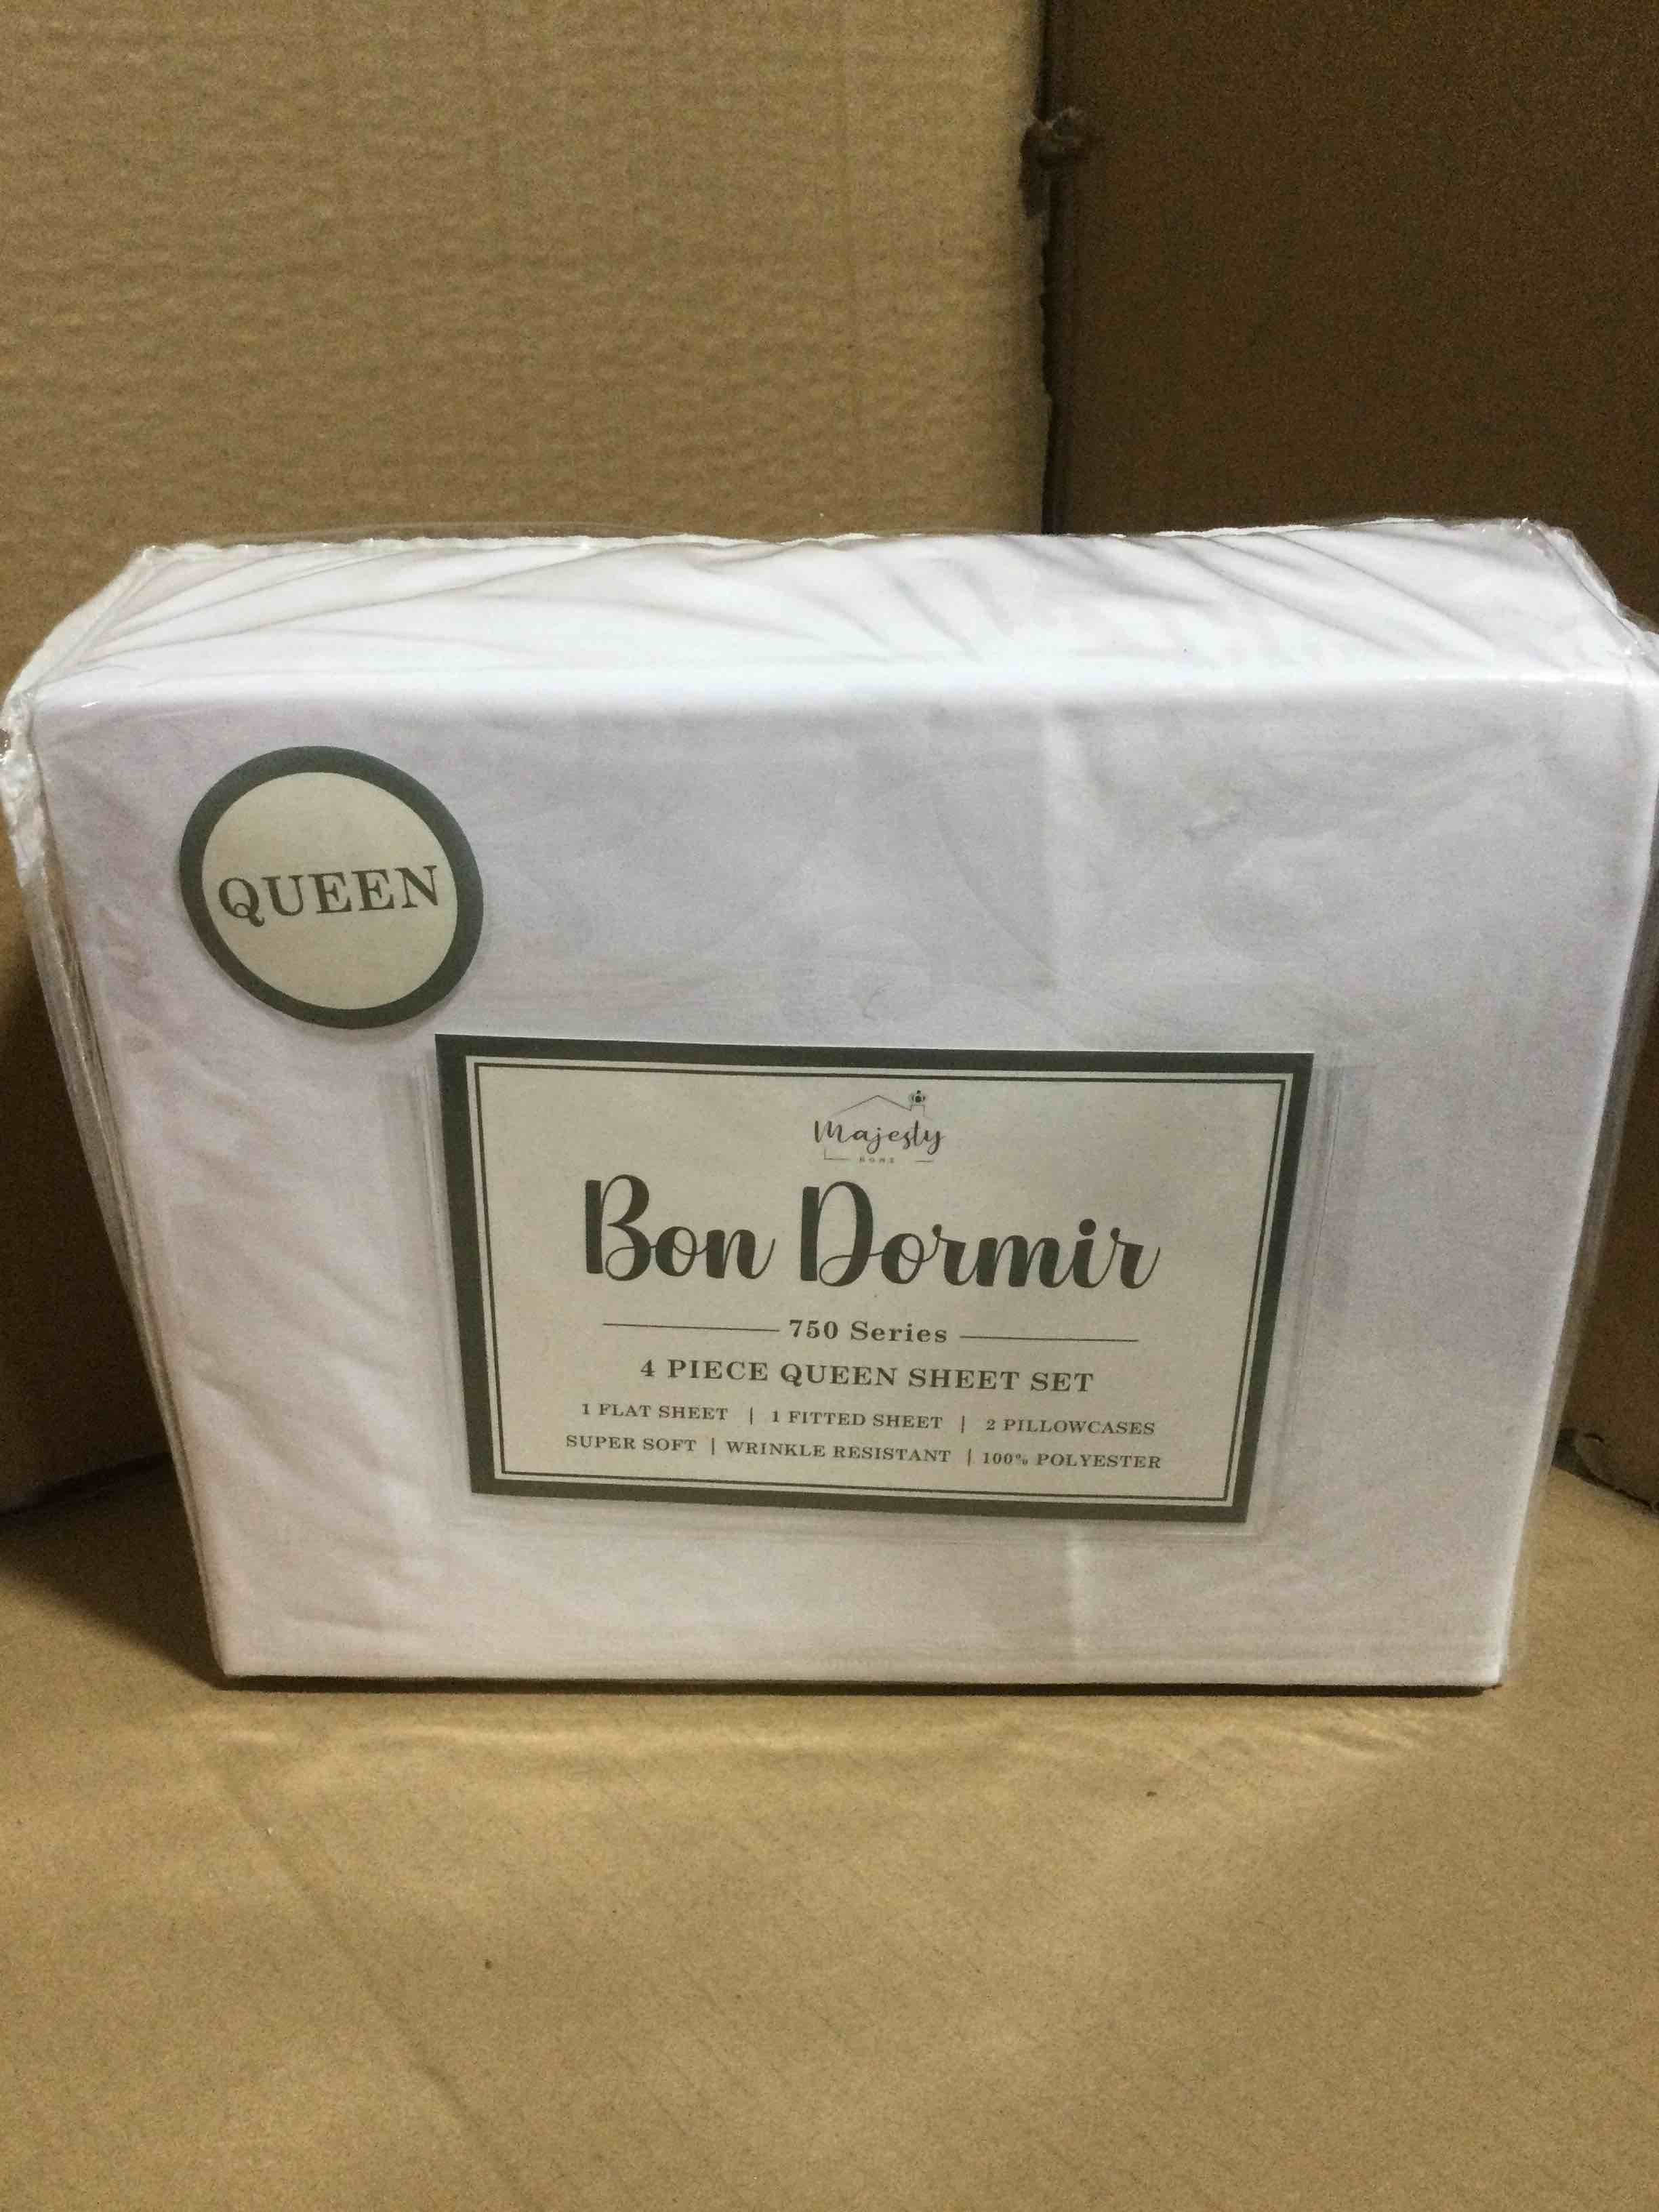 QUEEN
Majesty
HOME
Bon Dormir
750 Series
4 PIECE QUEEN SHEET SET
1 FLAT SHEET | 1 FITTED SHEET | 2 PILLOWCASES
SUPER SOFT | WRINKLE RESISTANT | 100% POLYESTER